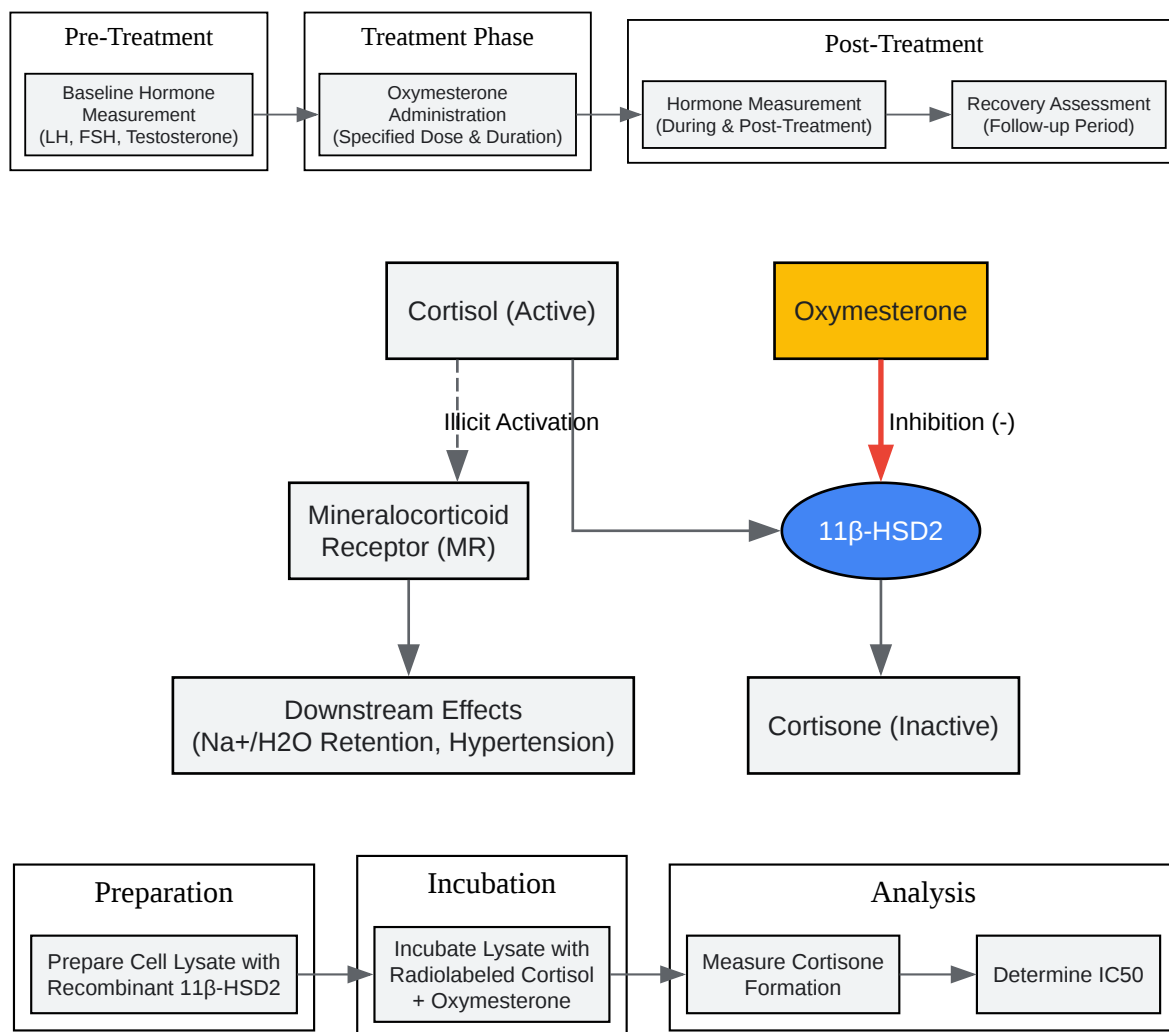 Pre-Treatment
Baseline Hormone
Measurement
(LH, FSH, Testosterone)
Treatment Phase
Oxymesterone
Administration
(Specified Dose & Duration)
Post-Treatment
Hormone Measurement
(During & Post-Treatment)
Recovery Assessment
(Follow-up Period)
Cortisol (Active)
Oxymesterone
Illicit Activation
Inhibition (-)
Mineralocorticoid
Receptor (MR)
11β-HSD2
Downstream Effects
(Na+/H2O Retention, Hypertension)
Cortisone (Inactive)
Preparation
Prepare Cell Lysate with
Recombinant 11β-HSD2
Incubation
Incubate Lysate with
Radiolabeled Cortisol
+ Oxymesterone
Analysis
Measure Cortisone
Formation
Determine IC50